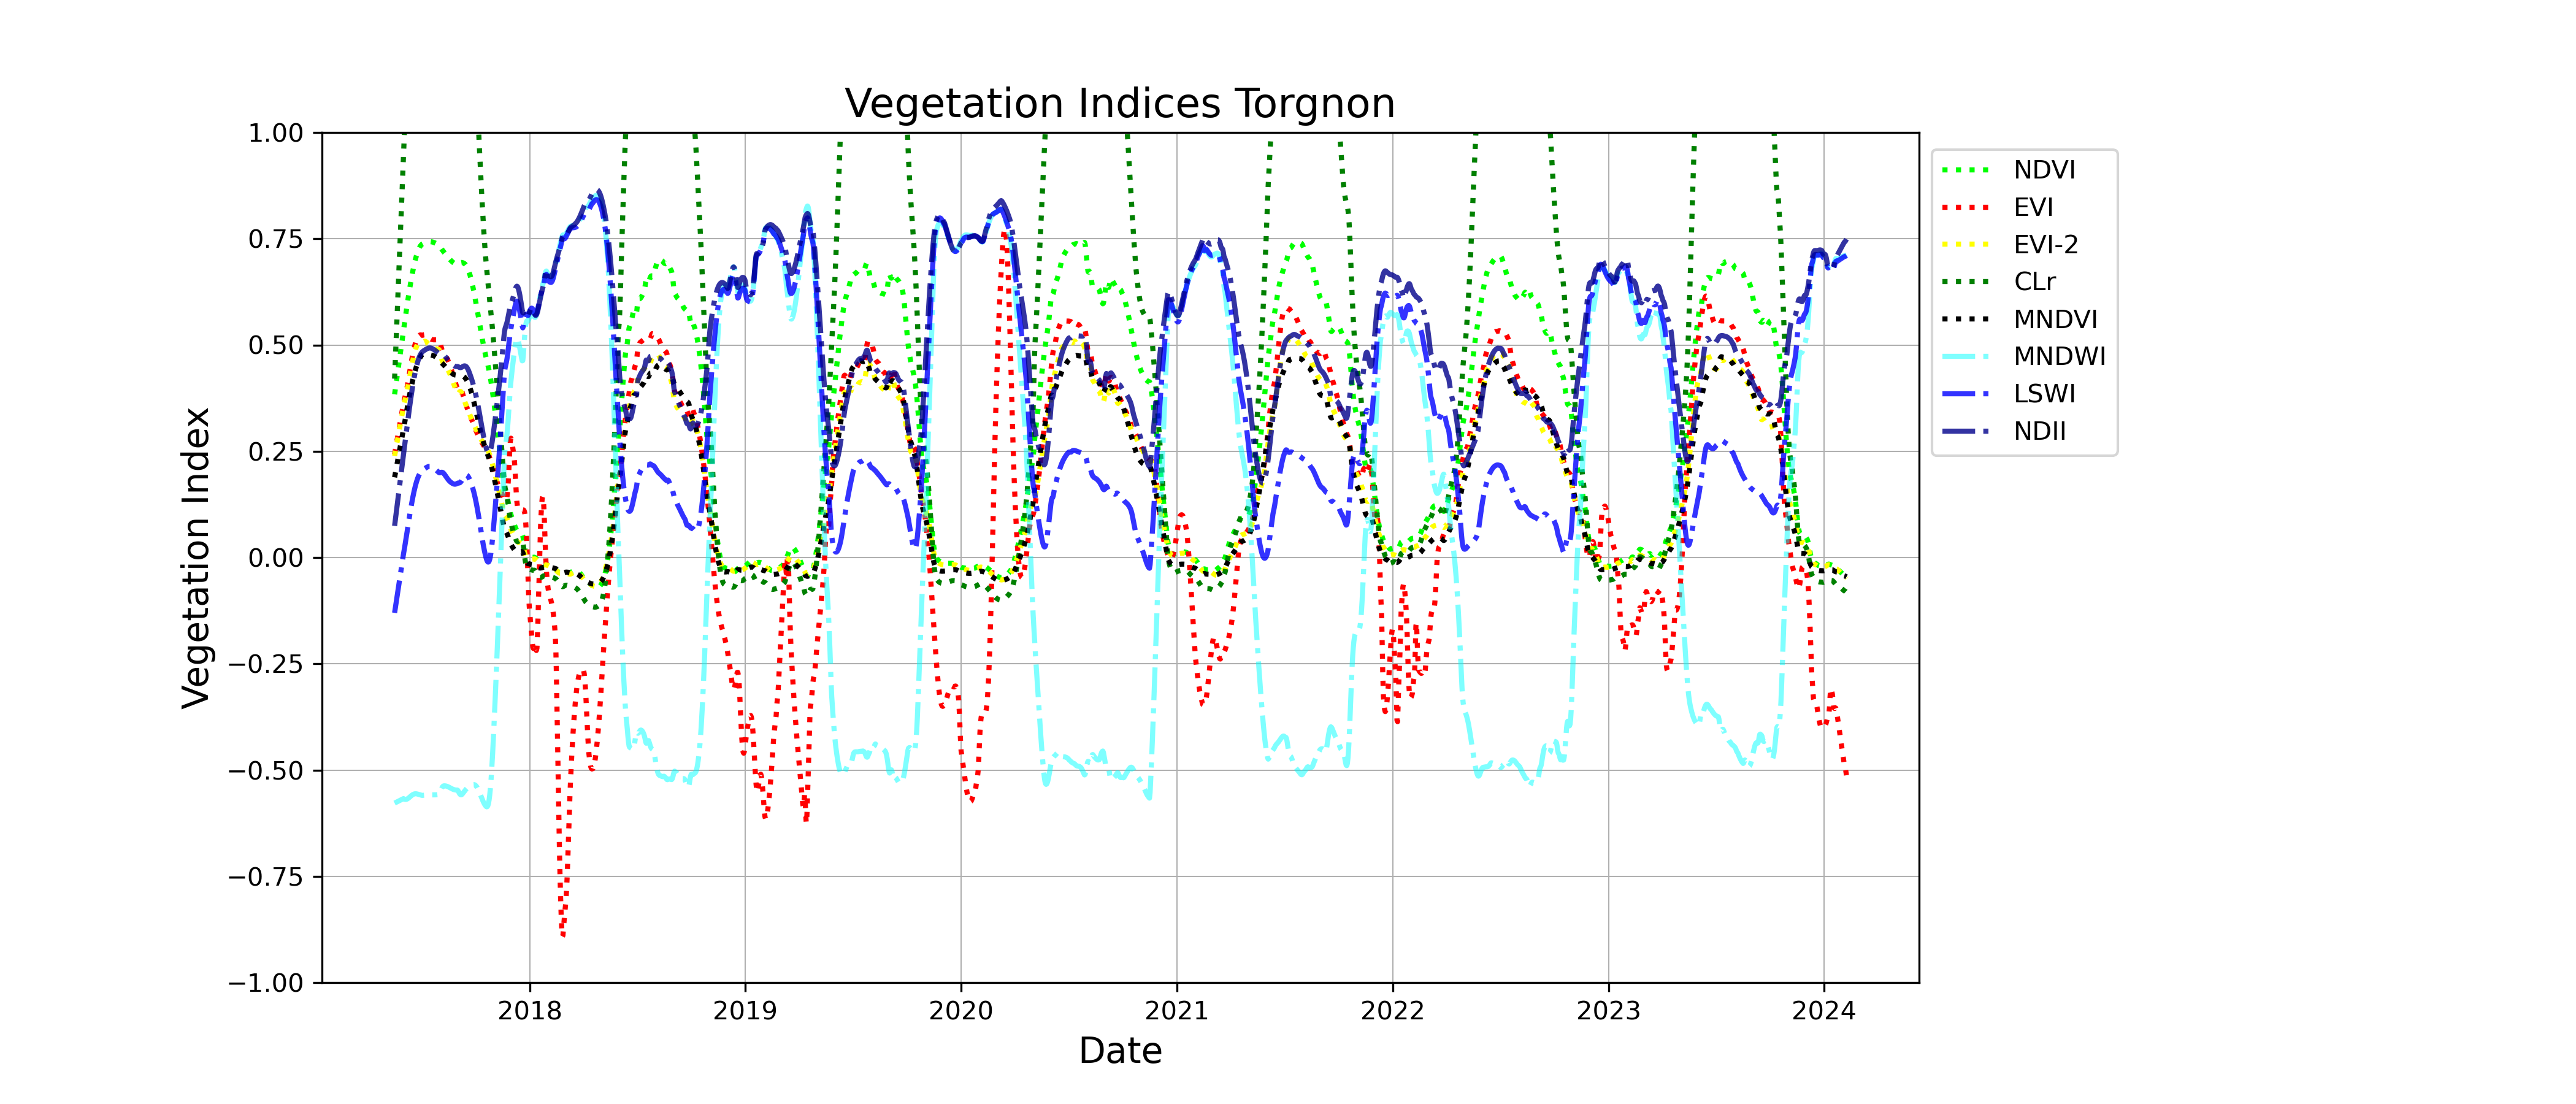 Vegetation Indices Torgnon
1.00
0.75
0.50
0.25
0.00
−0.25
−0.50
−0.75
−1.00
Vegetation Index
2018 2019 2020 2021 2022 2023 2024
Date
NDVI
EVI
EVI-2
CLr
MNDVI
MNDWI
LSWI
NDII